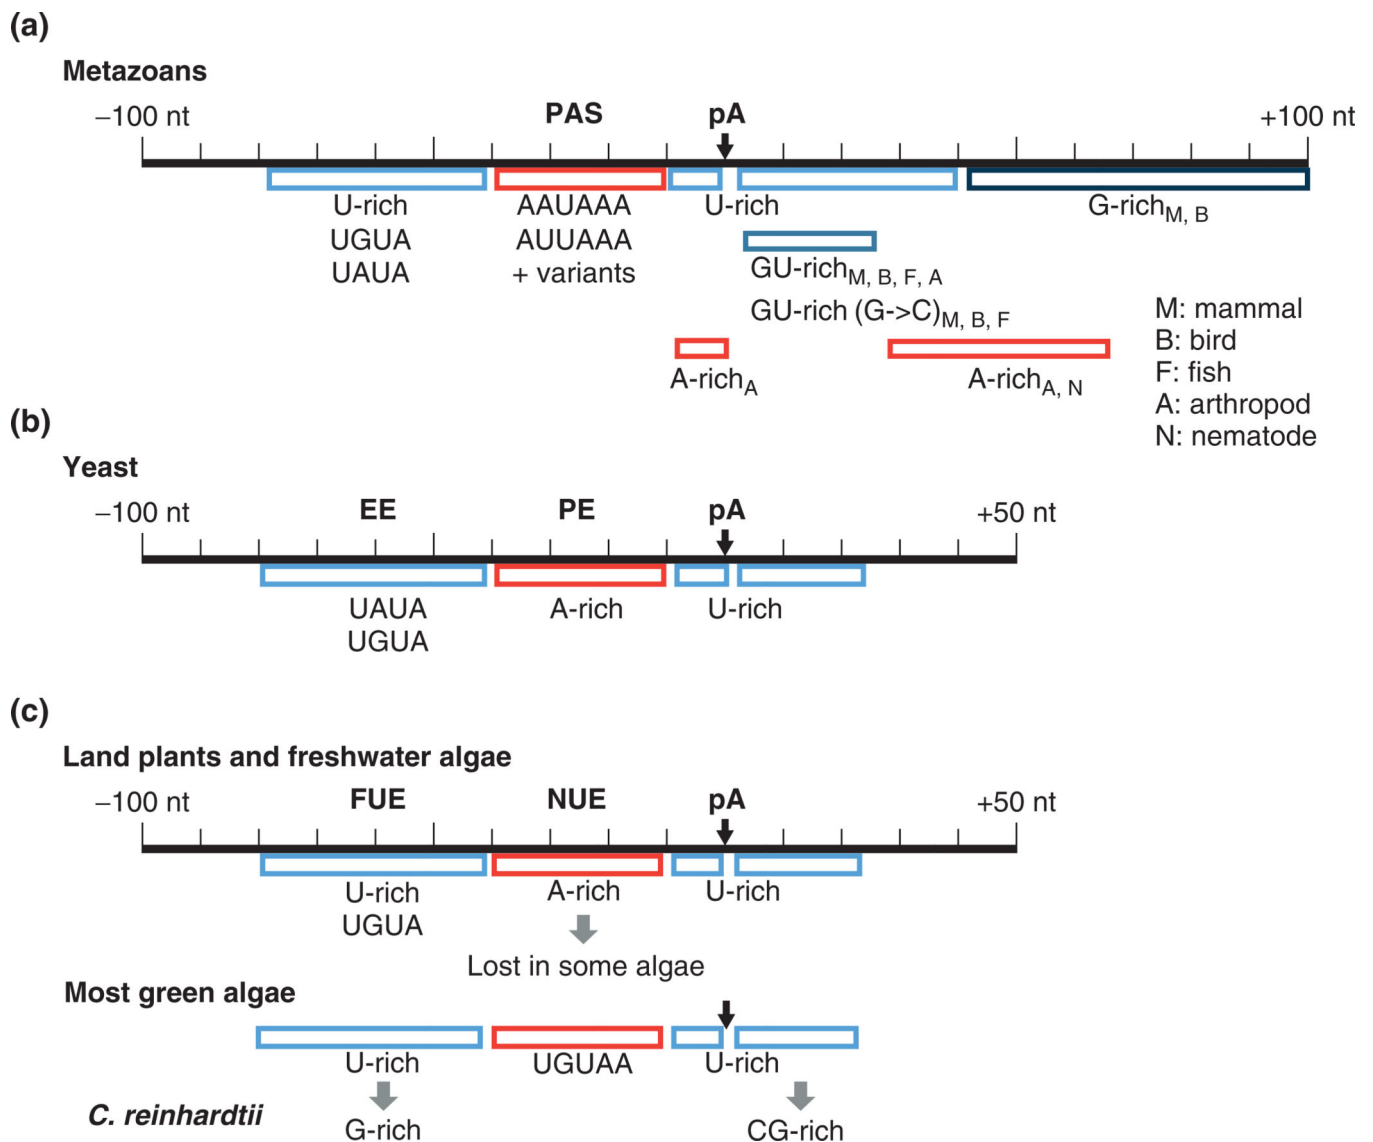 (a)
Metazoans
−100 nt PAS pA +100 nt
U-rich AAUAAA U-rich G-richM, B
UGUA AUUAAA
UAUA + variants GU-richM, B, F, A
GU-rich (G->C)M, B, F
M: mammal
B: bird
F: fish
A-richA A-richA, N
A: arthropod
N: nematode
(b)
Yeast
−100 nt EE PE pA +50 nt
UAUA A-rich U-rich
UGUA
(c)
Land plants and freshwater algae
−100 nt FUE NUE pA +50 nt
U-rich A-rich U-rich
UGUA
Lost in some algae
Most green algae
U-rich UGUAA U-rich
C. reinhardtii
G-rich CG-rich